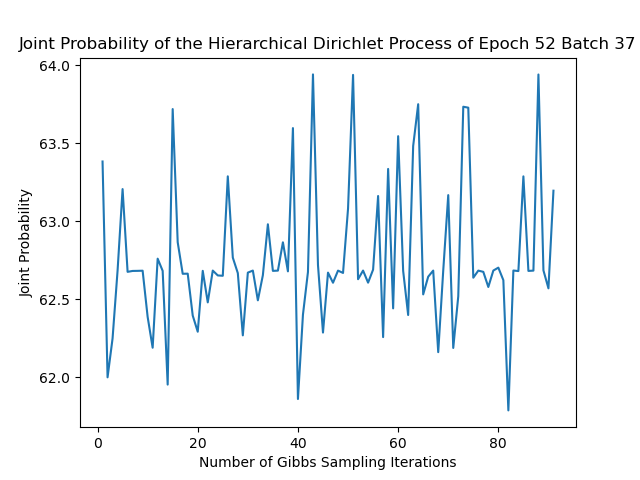 Joint Probability of the Hierarchical Dirichlet Process of Epoch 52 Batch 37
64.0
63.5
63.0
62.5
62.0
Joint Probability
0 20 40 60 80
Number of Gibbs Sampling Iterations